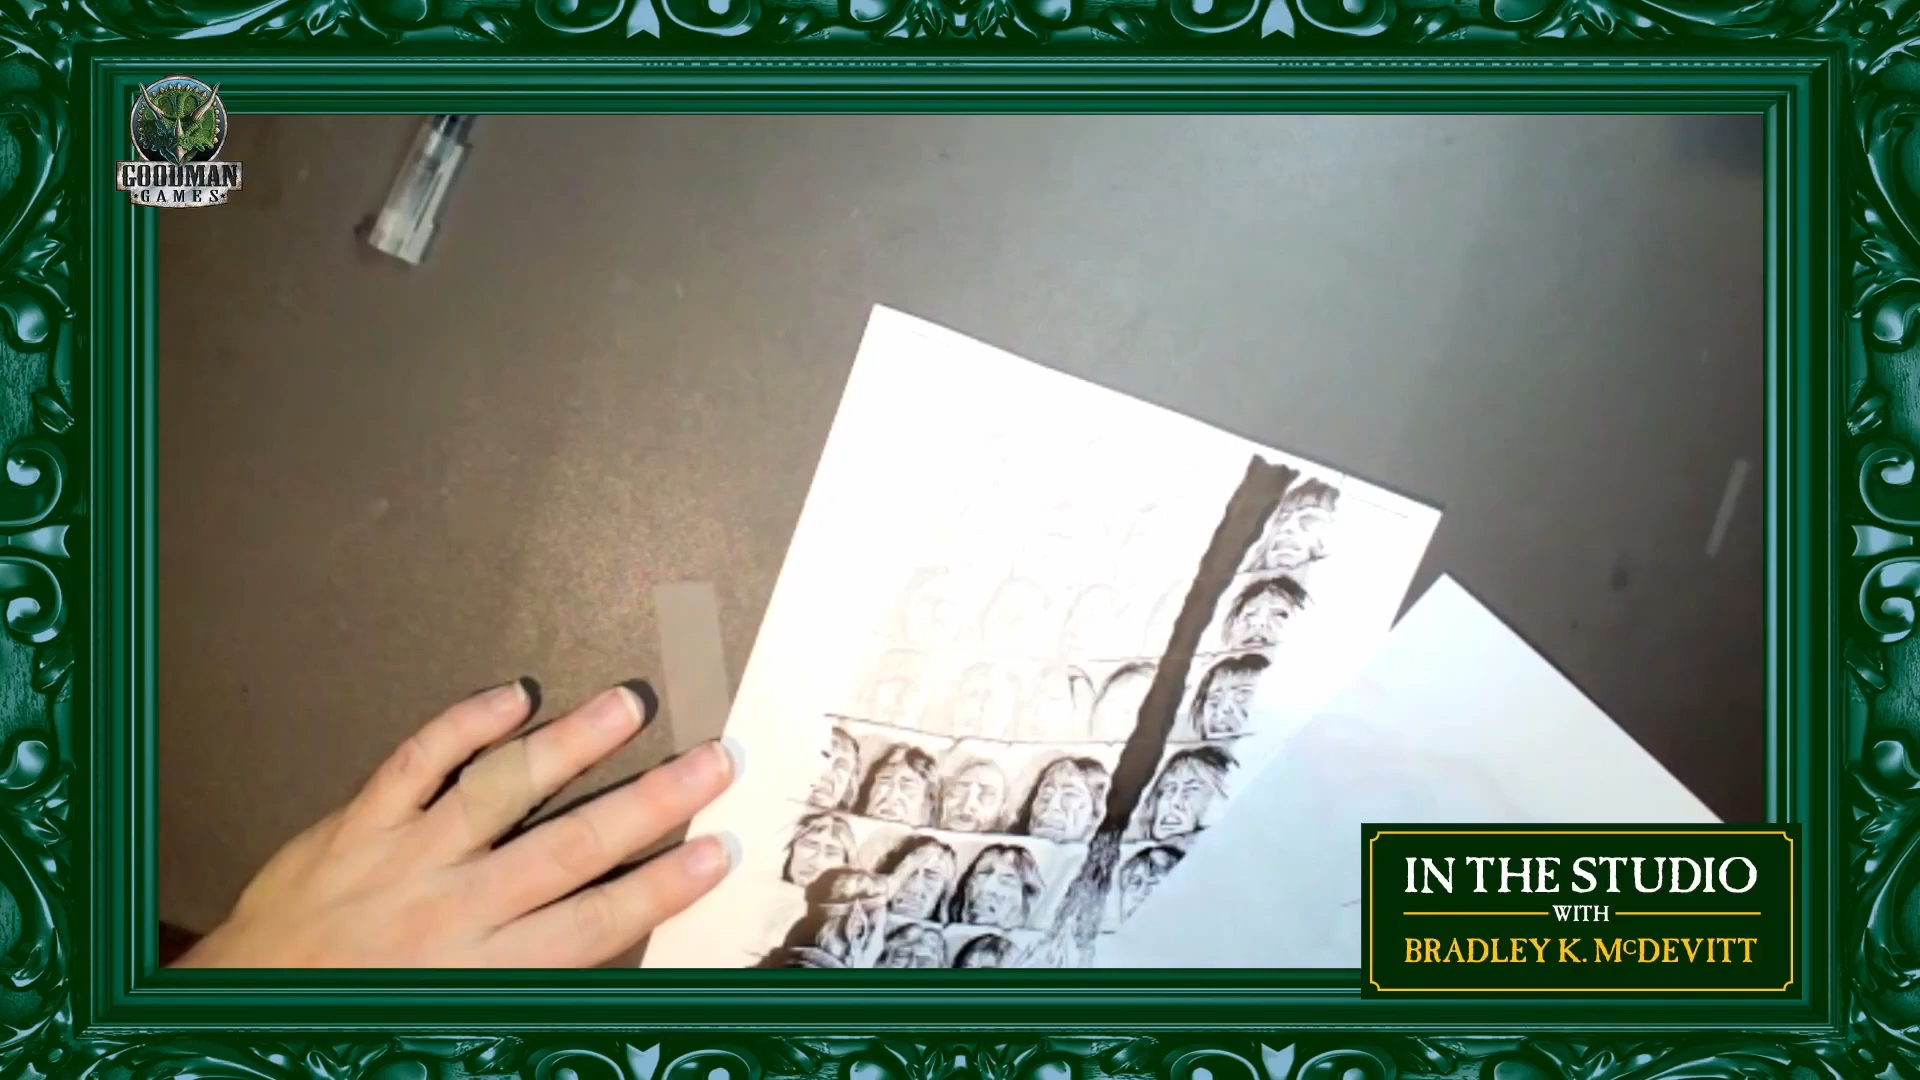 GOODMAN
GAMES
IN THE STUDIO
WITH
BRADLEY K. McDEVITT